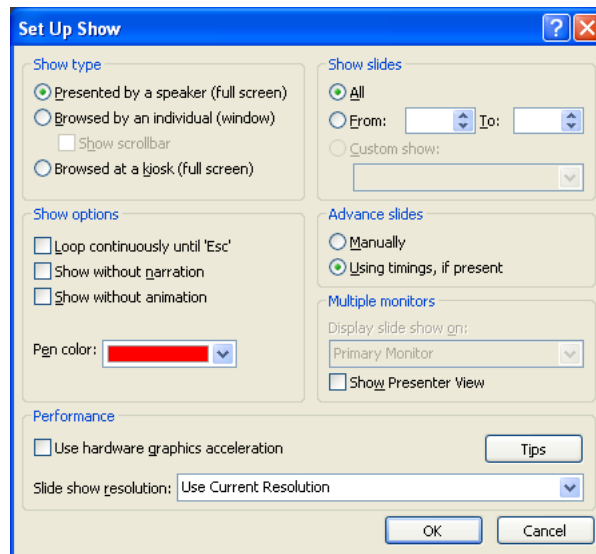 Set Up Show
Show type
Presented by a speaker (full screen)
Browsed by an individual (window)
Show scrollbar
Browsed at a kiosk (full screen)
Show slides
All
From: To:
Custom show:
Show options
Loop continuously until 'Esc'
Show without narration
Show without animation
Pen color:
Advance slides
Manually
Using timings, if present
Multiple monitors
Display slide show on:
Primary Monitor
Show Presenter View
Performance
Use hardware graphics acceleration
Tips
Slide show resolution: Use Current Resolution
OK Cancel